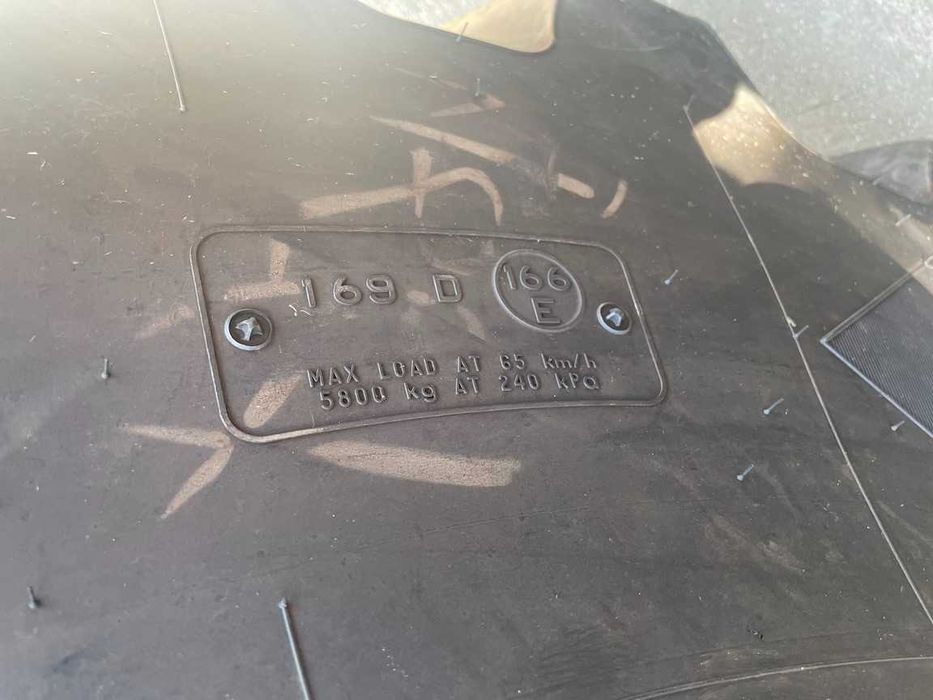 169 D 166
E
MAX LOAD AT 65 km/h
5800 kg AT 240 kPa